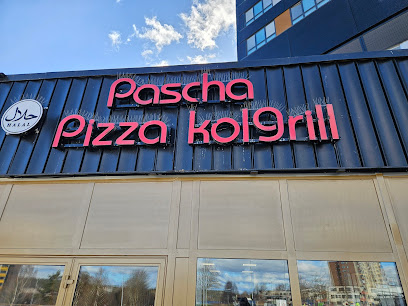 Pascha
Pizza kolGrill
حلال
HALAL